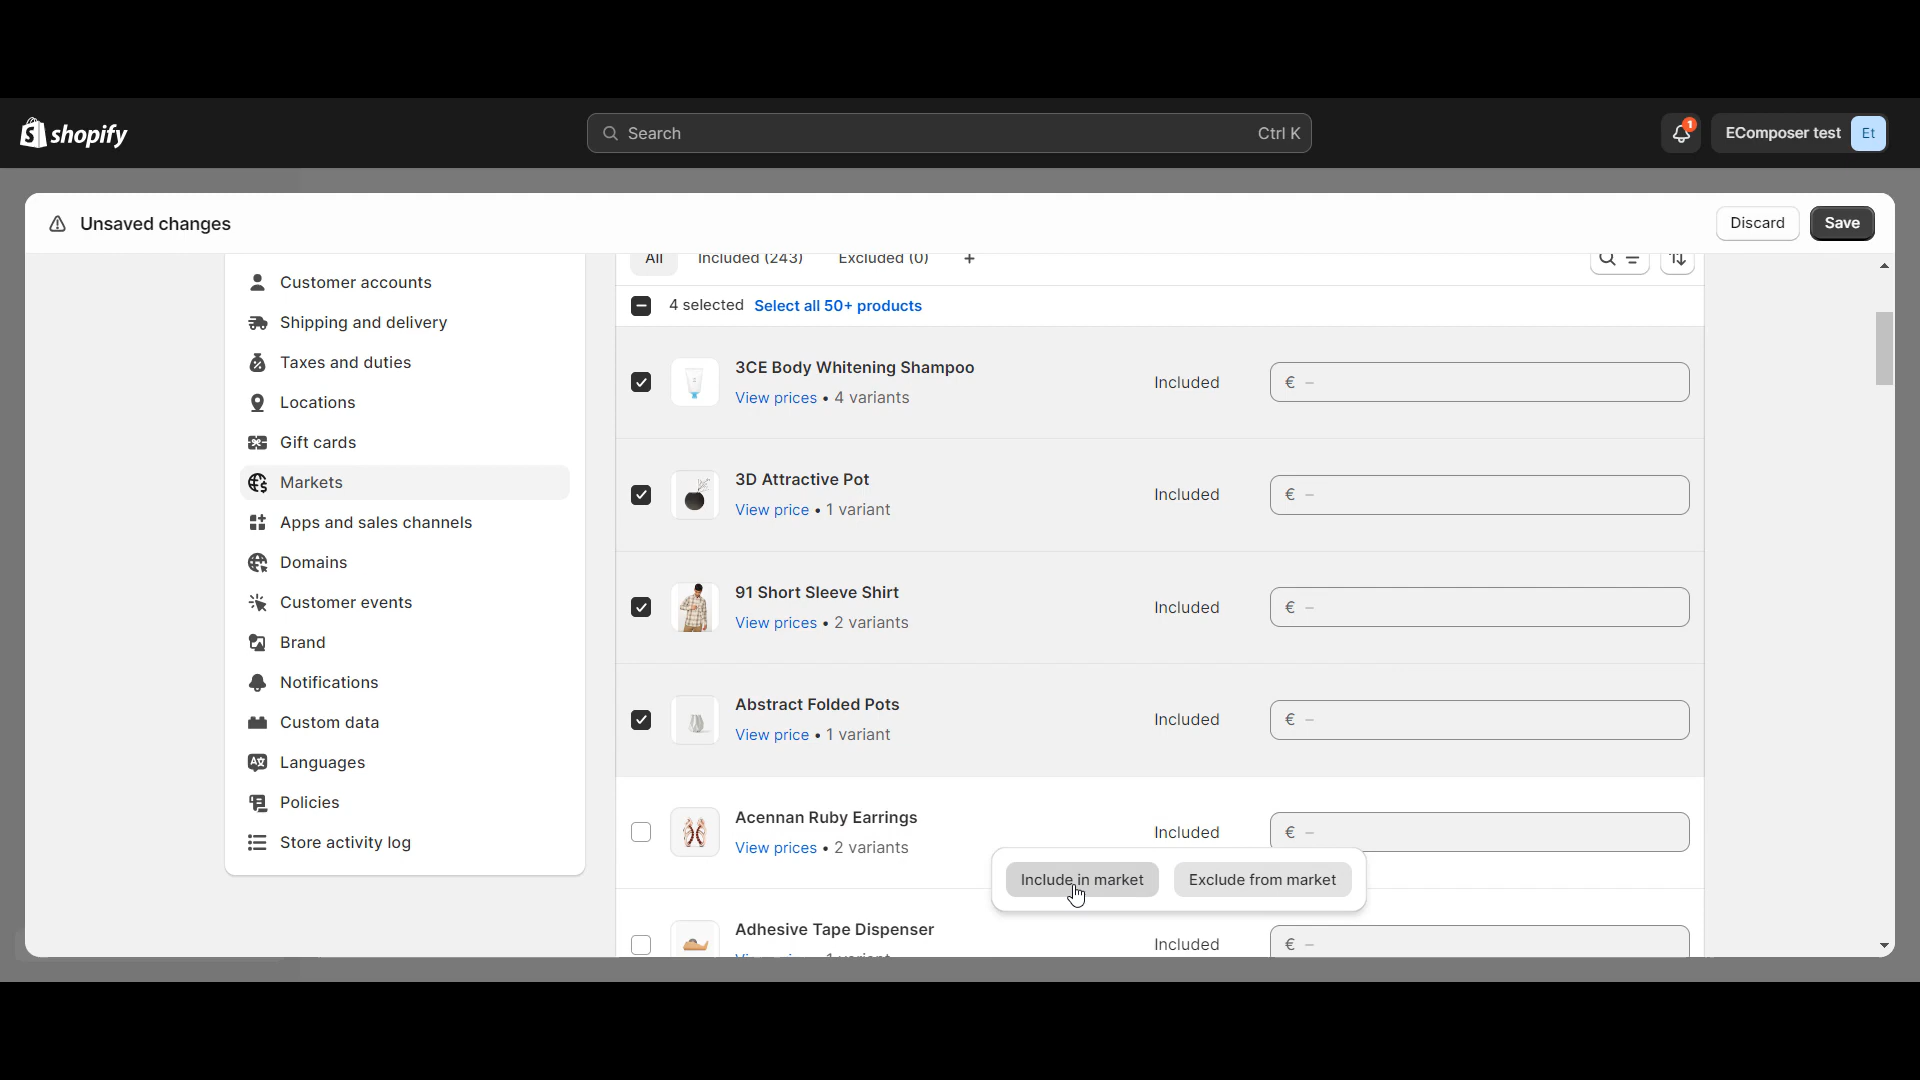 shopify
Search
Ctrl K
1
EComposer test
Et
Unsaved changes
Discard
Save
Customer accounts
Shipping and delivery
Taxes and duties
Locations
Gift cards
Markets
Apps and sales channels
Domains
Customer events
Brand
Notifications
Custom data
Languages
Policies
Store activity log
All
Included (243)
Excluded (0)
+
4 selected Select all 50+ products
3CE Body Whitening Shampoo
View prices • 4 variants
Included
€ –
3D Attractive Pot
View price • 1 variant
Included
€ –
91 Short Sleeve Shirt
View prices • 2 variants
Included
€ –
Abstract Folded Pots
View price • 1 variant
Included
€ –
Acennan Ruby Earrings
View prices • 2 variants
Included
€ –
Include in market
Exclude from market
Adhesive Tape Dispenser
Included
€ –